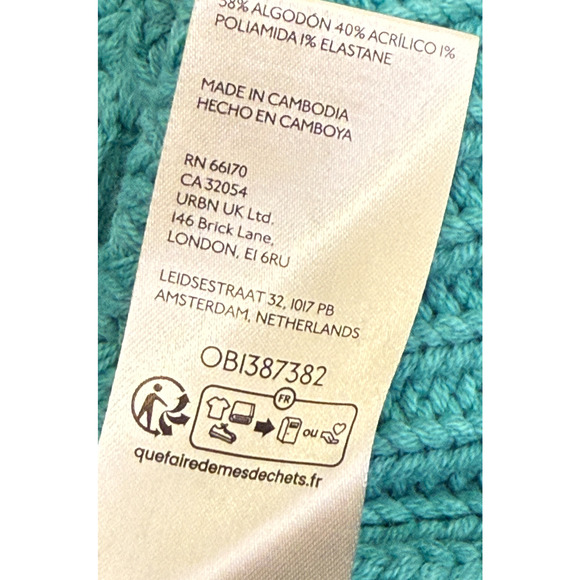 58% ALGODÓN 40% ACRÍLICO 1%
POLIAMIDA 1% ELASTANE
MADE IN CAMBODIA
HECHO EN CAMBOYA
RN 66170
CA 32054
URBN UK Ltd.
146 Brick Lane,
LONDON, E1 6RU
LEIDSESTRAAT 32, 1017 PB
AMSTERDAM, NETHERLANDS
OB1387382
FR
ou
quefairedemesdechets.fr